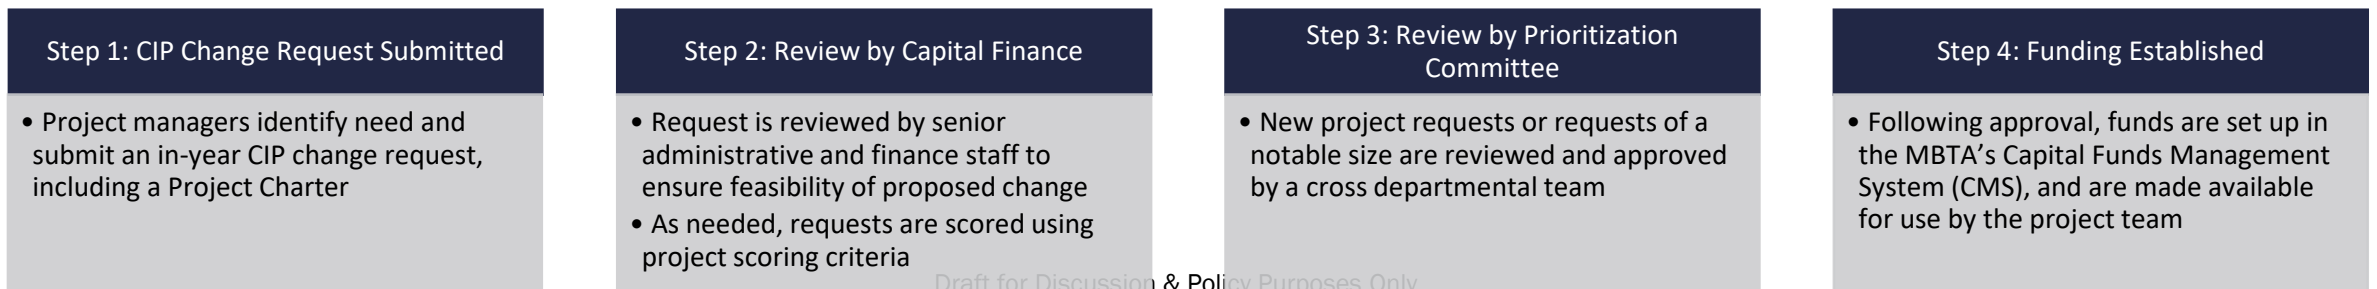 Step 1: CIP Change Request Submitted
• Project managers identify need and
submit an in-year CIP change request,
including a Project Charter
Step 2: Review by Capital Finance
• Request is reviewed by senior
administrative and finance staff to
ensure feasibility of proposed change
• As needed, requests are scored using
project scoring criteria
Step 3: Review by Prioritization
Committee
• New project requests or requests of a
notable size are reviewed and approved
by a cross departmental team
Step 4: Funding Established
• Following approval, funds are set up in
the MBTA’s Capital Funds Management
System (CMS), and are made available
for use by the project team
Draft for Discussion & Policy Purposes Only